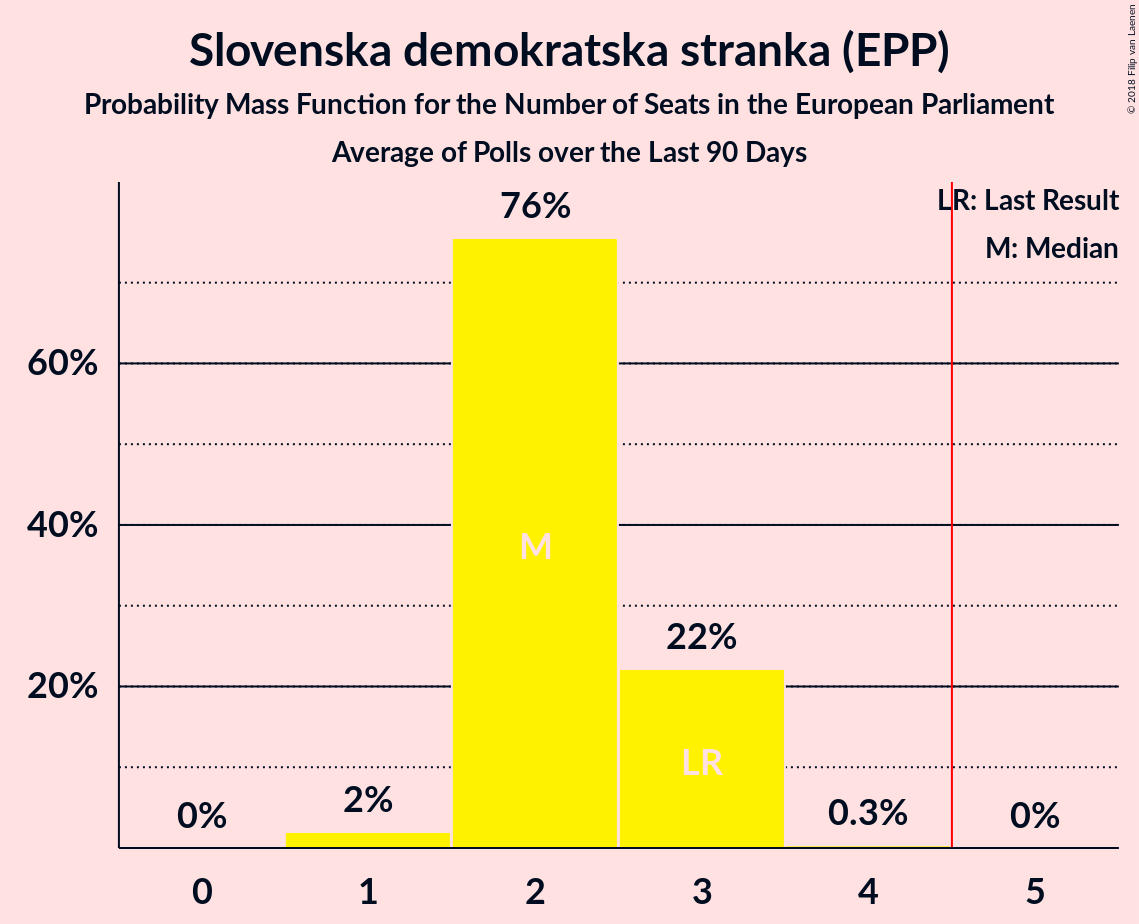 Slovenska demokratska stranka (EPP)
Probability Mass Function for the Number of Seats in the European Parliament
Average of Polls over the Last 90 Days
© 2018 Filip van Laenen
LR: Last Result
M: Median
76%
60%
40%
M
22%
20%
LR
0%
2%
0.3%
0%
0 1 2 3 4 5